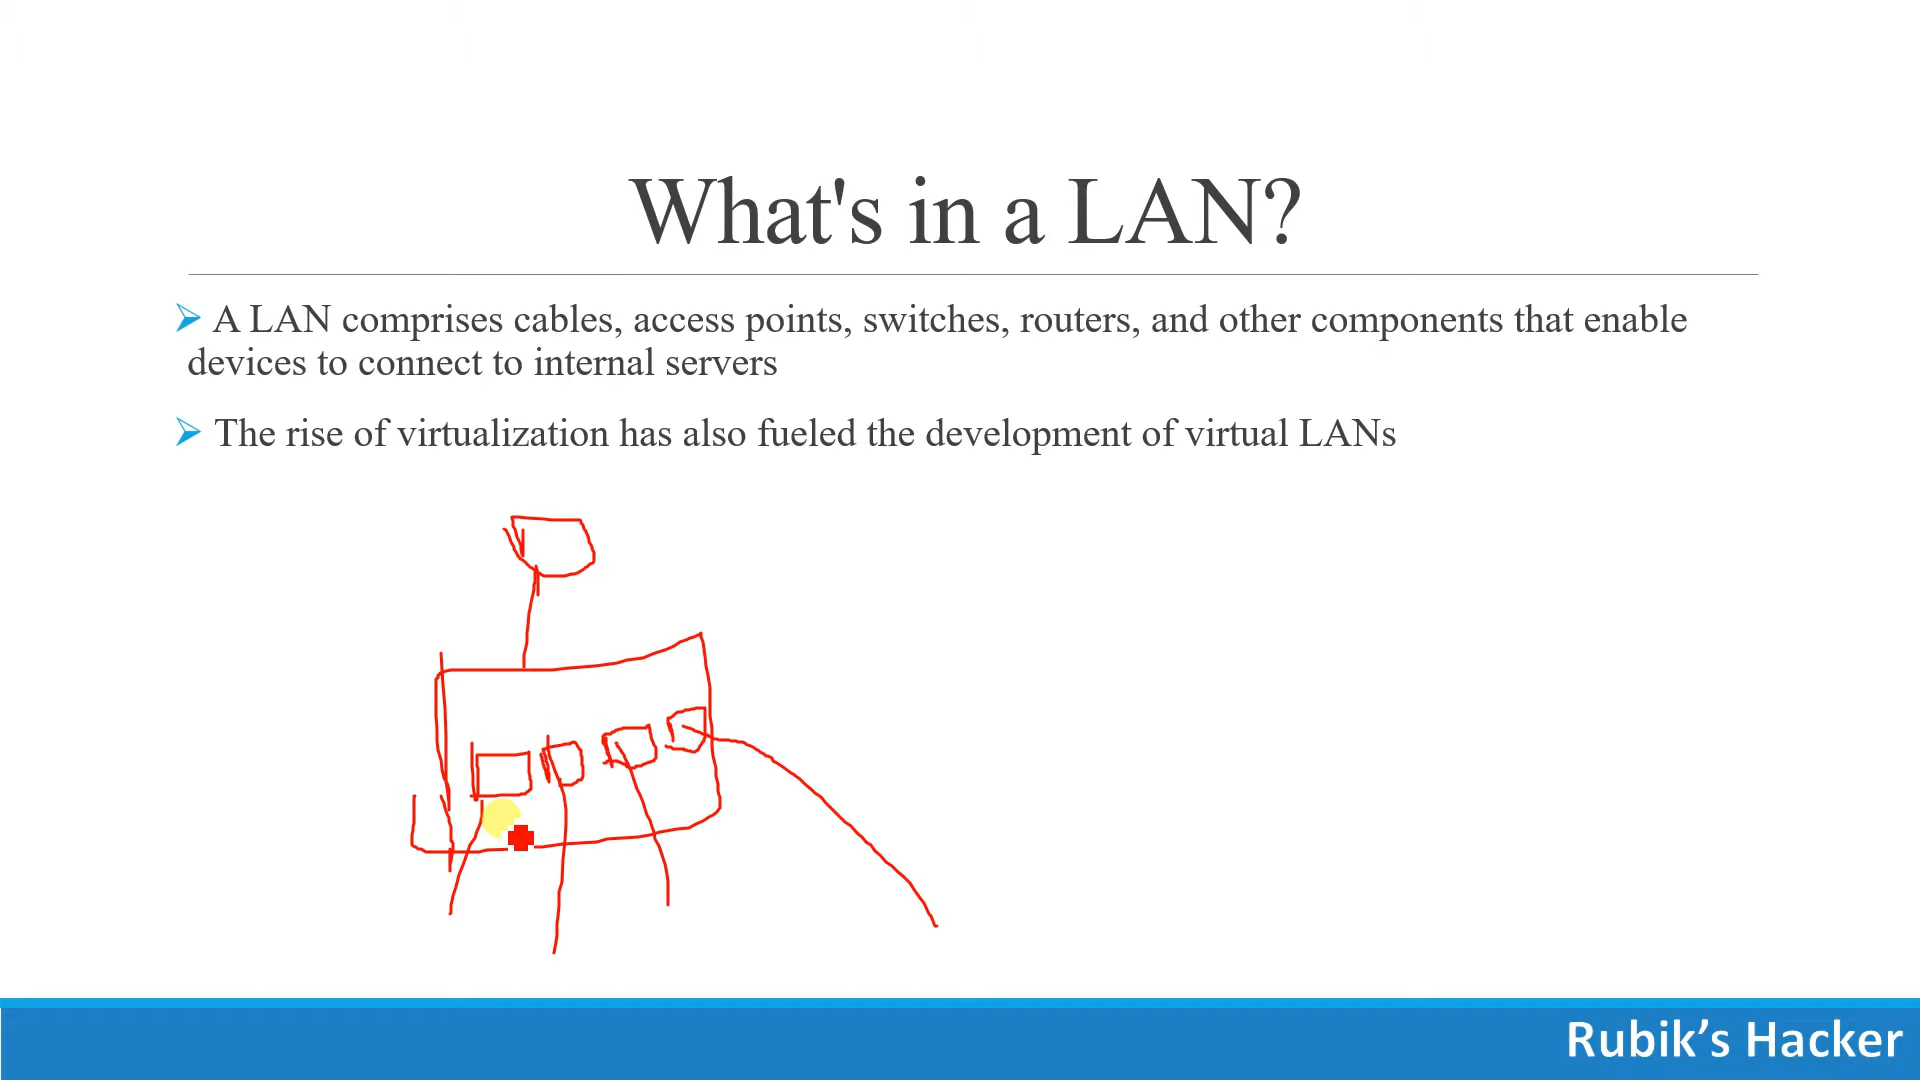 What's in a LAN?
A LAN comprises cables, access points, switches, routers, and other components that enable
devices to connect to internal servers
The rise of virtualization has also fueled the development of virtual LANs
Rubik’s Hacker